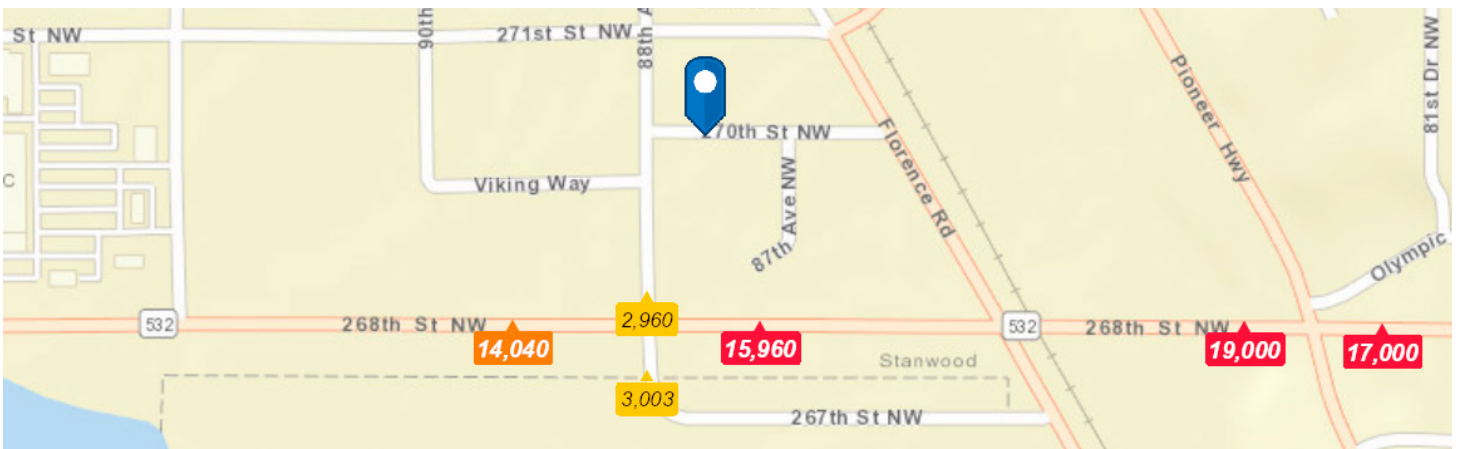 St NW
90th
271st St NW
88th A
Pioneer Hwy
81st Dr NW
270th St NW
Florence Rd
C
Viking Way
87th Ave NW
Olympic
532
268th St NW
2,960
532
268th St NW
14,040
15,960
19,000
17,000
Stanwood
3,003
267th St NW